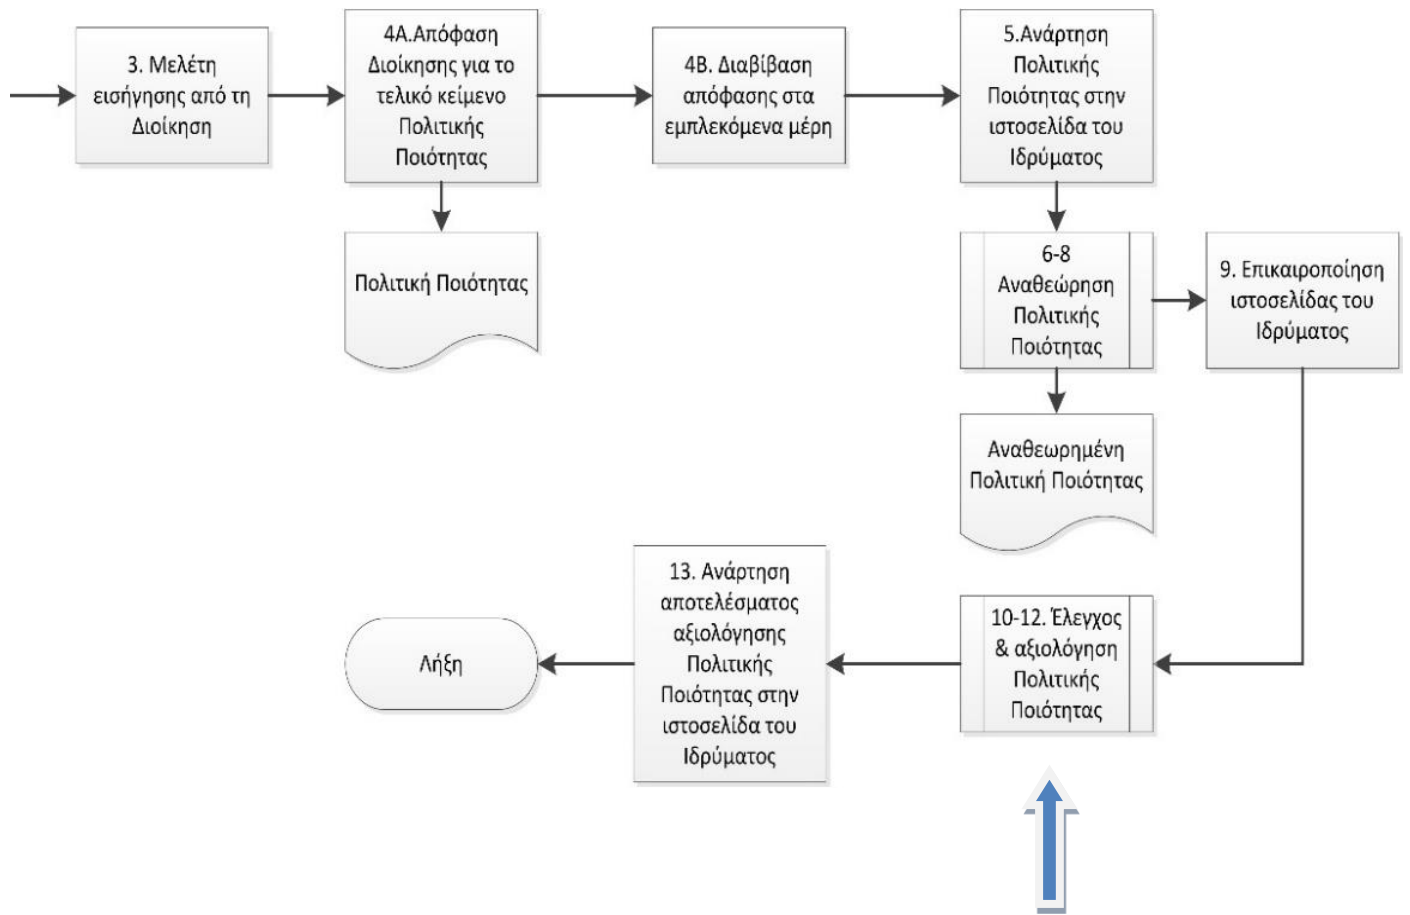 3. Μελέτη
εισήγησης από τη
Διοίκηση
4Α.Απόφαση
Διοίκησης για το
τελικό κείμενο
Πολιτικής
Ποιότητας
4Β. Διαβίβαση
απόφασης στα
εμπλεκόμενα μέρη
5.Ανάρτηση
Πολιτικής
Ποιότητας στην
ιστοσελίδα του
Ιδρύματος
Πολιτική Ποιότητας
6-8
Αναθεώρηση
Πολιτικής
Ποιότητας
9. Επικαιροποίηση
ιστοσελίδας του
Ιδρύματος
Αναθεωρημένη
Πολιτική Ποιότητας
10-12. Έλεγχος
& αξιολόγηση
Πολιτικής
Ποιότητας
13. Ανάρτηση
αποτελέσματος
αξιολόγησης
Πολιτικής
Ποιότητας στην
ιστοσελίδα του
Ιδρύματος
Λήξη